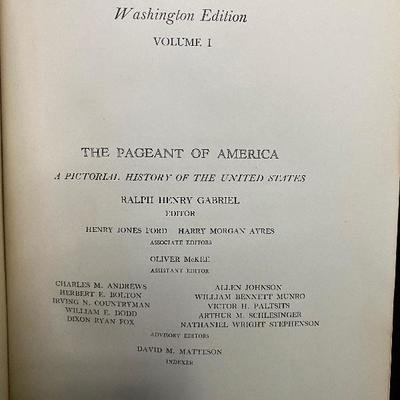 Washington Edition
VOLUME I
THE PAGEANT OF AMERICA
A PICTORIAL HISTORY OF THE UNITED STATES
RALPH HENRY GABRIEL
EDITOR
HENRY JONES FORD HARRY MORGAN AYRES
ASSOCIATE EDITORS
OLIVER McKEE
ASSISTANT EDITOR
CHARLES M. ANDREWS ALLEN JOHNSON
HERBERT E. BOLTON WILLIAM BENNETT MUNRO
IRVING N. COUNTRYMAN VICTOR H. PALTSITS
WILLIAM E. DODD ARTHUR M. SCHLESINGER
DIXON RYAN FOX NATHANIEL WRIGHT STEPHENSON
ADVISORY EDITORS
DAVID M. MATTESON
INDEXER